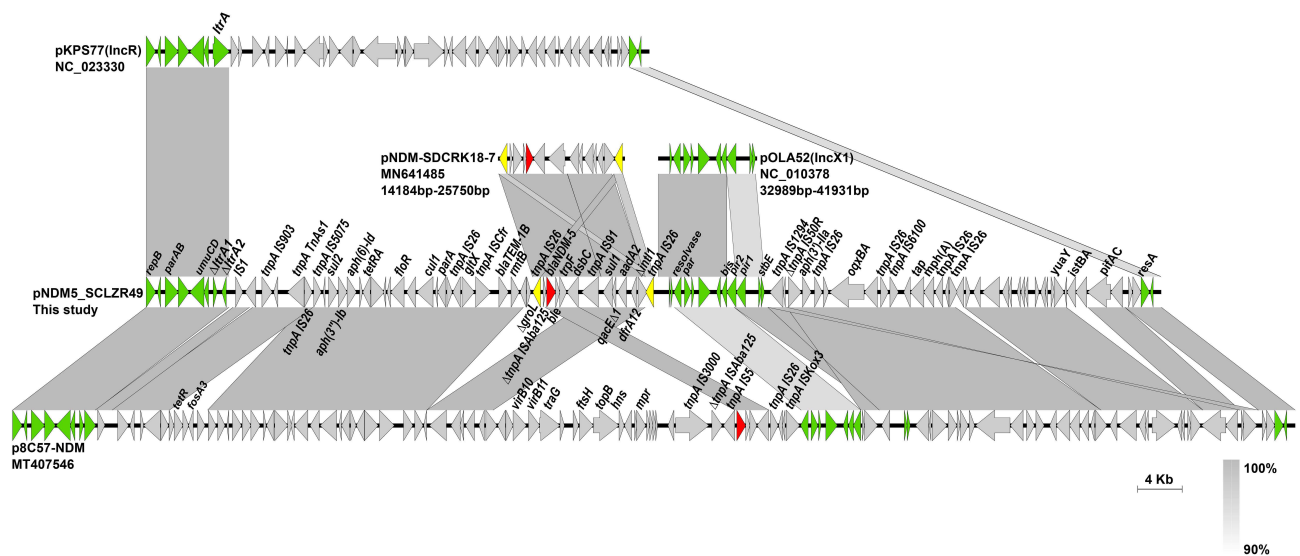 ltrA
pKPS77(IncR)
NC_023330
pNDM-SDCRK18-7
MN641485
14184bp-25750bp
pOLA52(IncX1)
NC_010378
32989bp-41931bp
repB
parAB
umuCD
ΔltrA1
ΔltrA2
IS1
tnpA IS903
tnpA TnAs1
tnpA IS5075
sul2
aph(6)-Id
tetRA
floR
cul1
parA
tnpA IS26
gltX
tnpA ISCfr
blaTEM-1B
rmtB
tnpA IS26
blaNDM-5
trpF
dsbC
tnpA IS91
sul1
aadA2
ΔintI1
tnpA IS26
resolvase
par
bis
pir2
pir1
stbE
tnpA IS1294
ΔtnpA IS50R
aph(3')-IIa
tnpA IS26
oqxBA
tnpA IS26
tnpA IS6100
tap
mph(A)
tnpA IS26
tnpA IS26
yuaY
istBA
pifAC
resA
pNDM5_SCLZR49
This study
tnpA IS26
aph(3'')-Ib
ΔgroL
ΔtnpA ISAba125
ble
qacEΔ1
dfrA12
tetR
fosA3
virB10
virB11
traG
ftsH
topB
hns
mpr
tnpA IS3000
ΔtnpA ISAba125
tnpA IS5
tnpA IS26
tnpA ISKox3
p8C57-NDM
MT407546
4 Kb
100%
90%